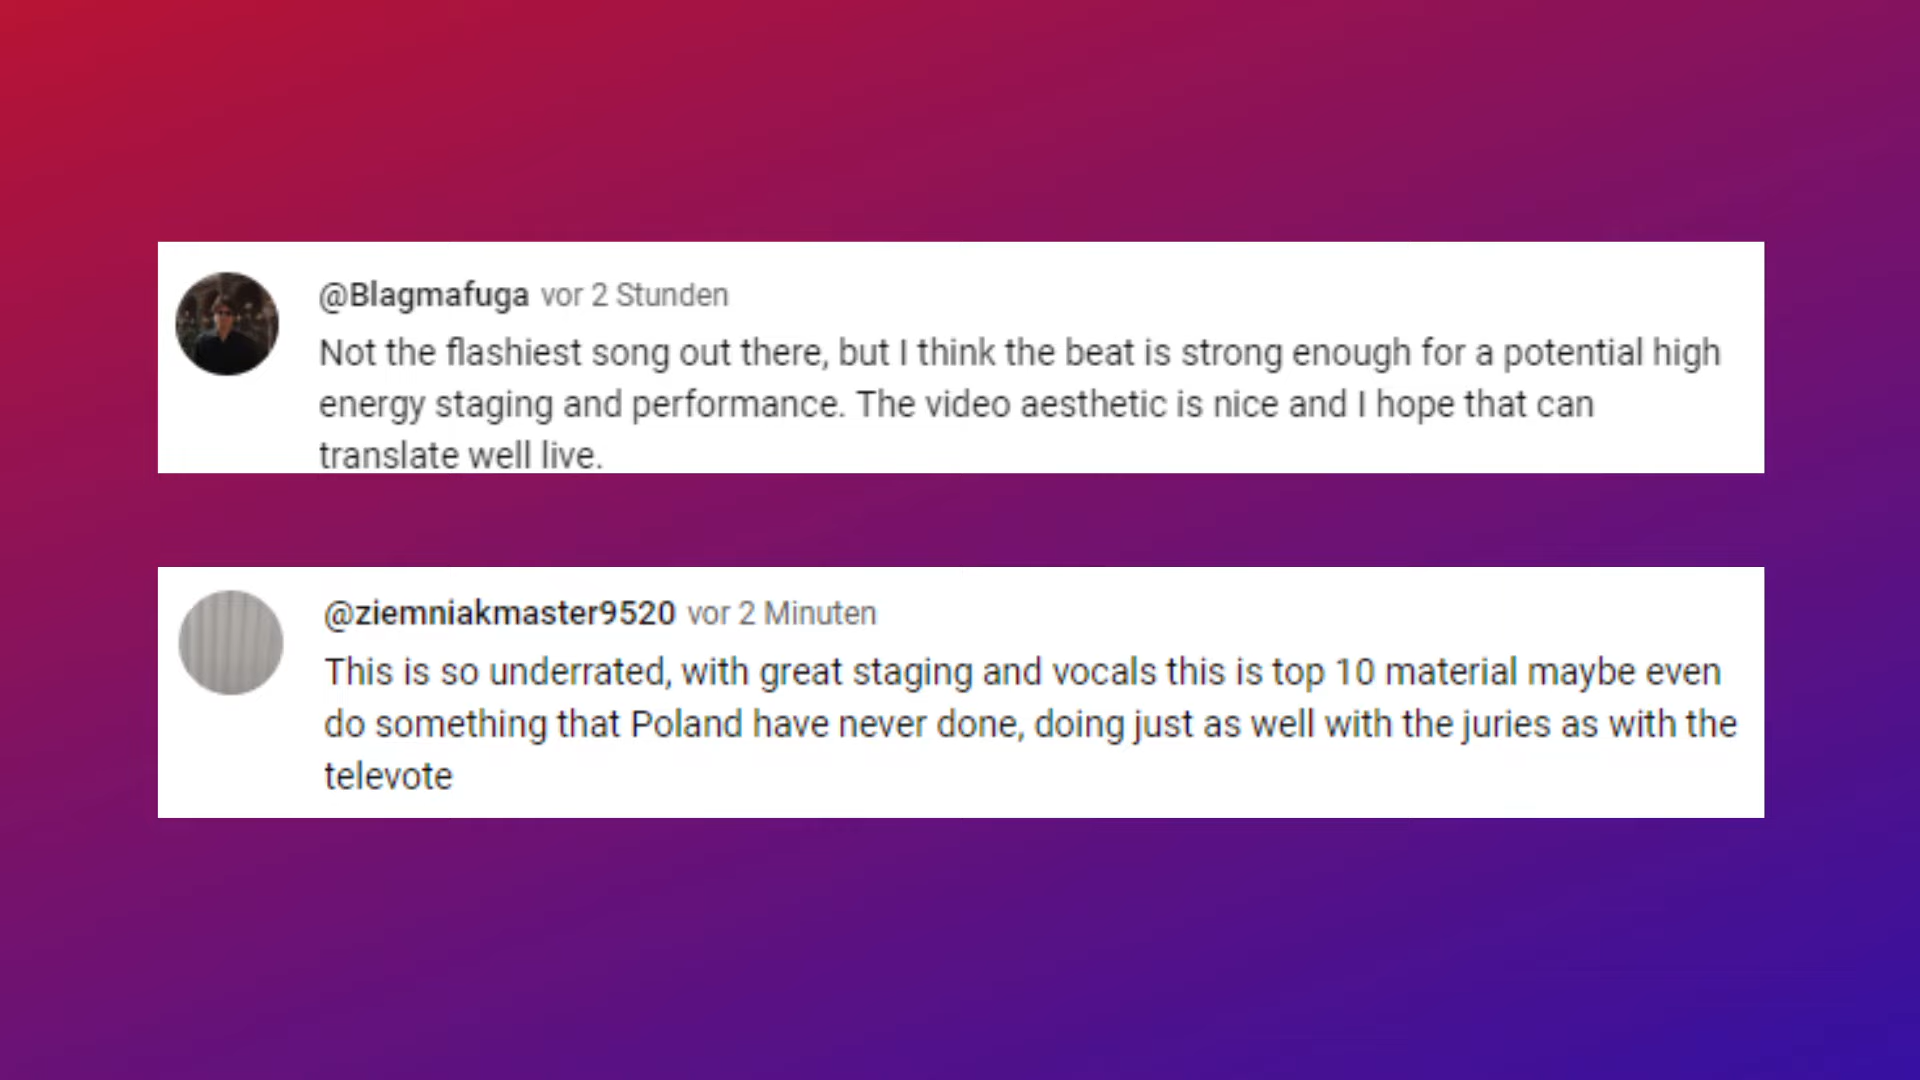 @Blagmafuga vor 2 Stunden
Not the flashiest song out there, but I think the beat is strong enough for a potential high
energy staging and performance. The video aesthetic is nice and I hope that can
translate well live.
@ziemniakmaster9520 vor 2 Minuten
This is so underrated, with great staging and vocals this is top 10 material maybe even
do something that Poland have never done, doing just as well with the juries as with the
televote